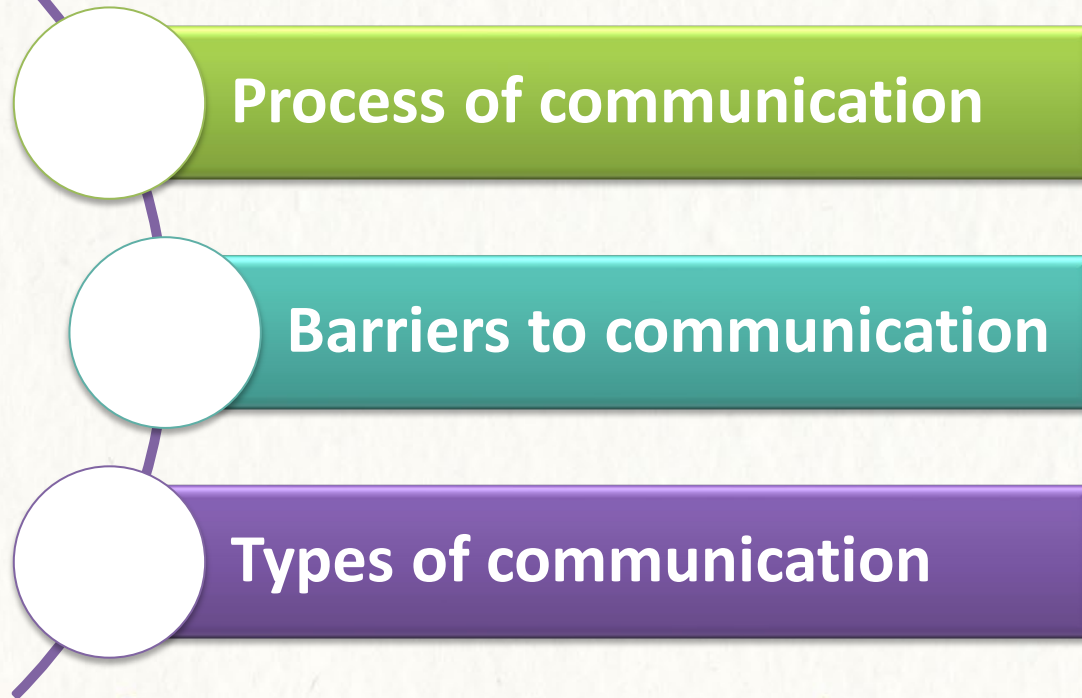 Process of communication
Barriers to communication
Types of communication